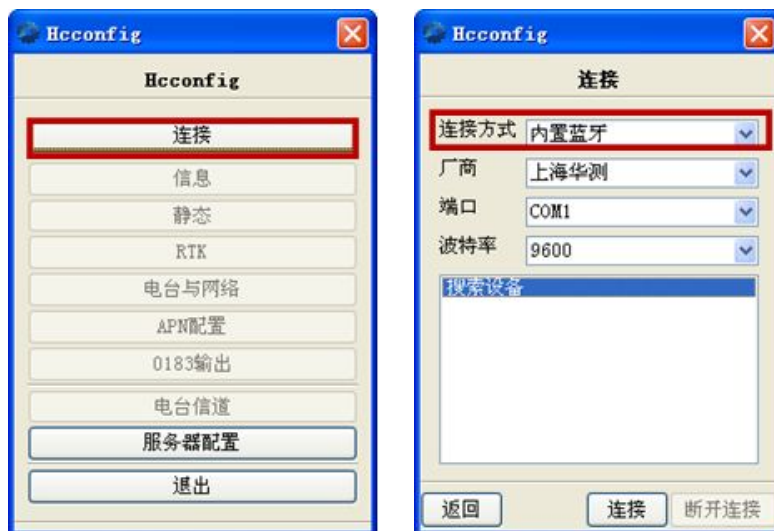 Hcconfig
Hcconfig
连接
信息
静态
RTK
电台与网络
APN配置
0183输出
电台信道
服务器配置
退出
Hcconfig
连接
连接方式 内置蓝牙
厂商 上海华测
端口 COM1
波特率 9600
搜索设备
返回 连接 断开连接